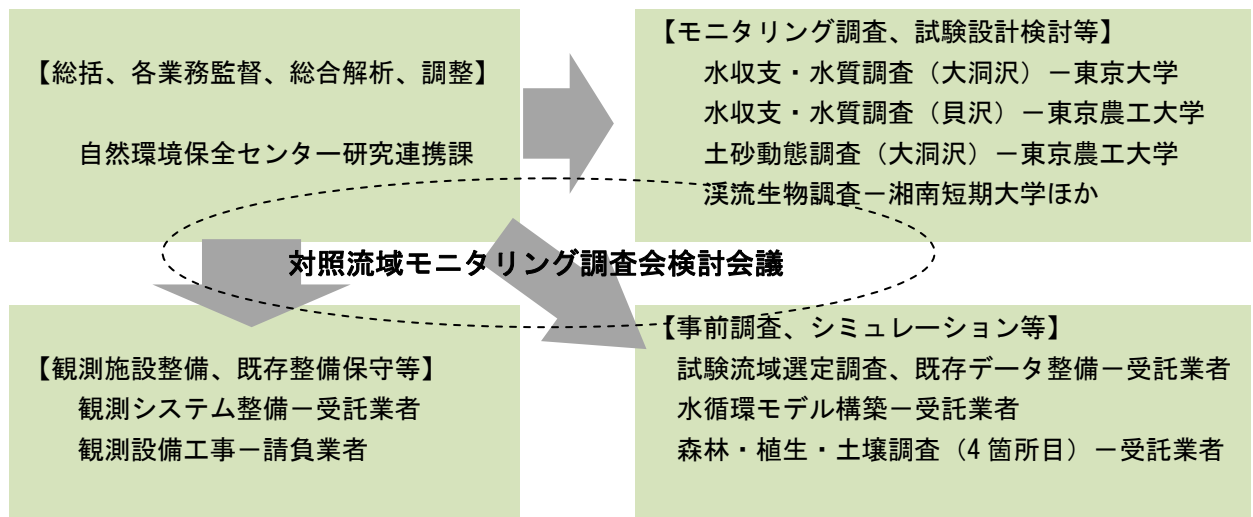 【総括、各業務監督、総合解析、調整】
自然環境保全センター研究連携課
【モニタリング調査、試験設計検討等】
水収支・水質調査（大洞沢）－東京大学
水収支・水質調査（貝沢）－東京農工大学
土砂動態調査（大洞沢）－東京農工大学
渓流生物調査－湘南短期大学ほか
対照流域モニタリング調査会検討会議
【観測施設整備、既存整備保守等】
観測システム整備－受託業者
観測設備工事－請負業者
【事前調査、シミュレーション等】
試験流域選定調査、既存データ整備－受託業者
水循環モデル構築－受託業者
森林・植生・土壌調査（4 箇所目）－受託業者